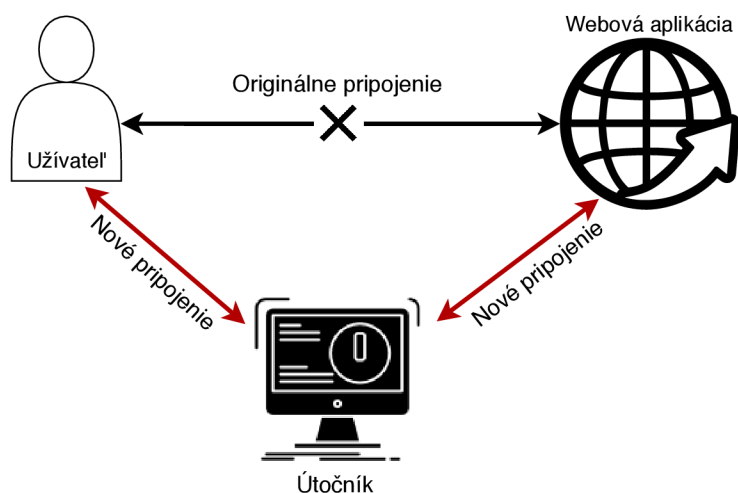 Webová aplikácia
Originálne pripojenie
Užívateľ
Nové pripojenie
Nové pripojenie
Útočník